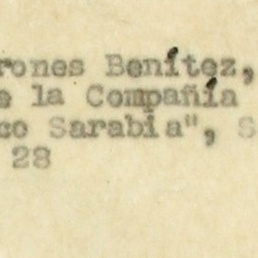 rones Benítez,
e la Compañía
co Sarabia", S
28